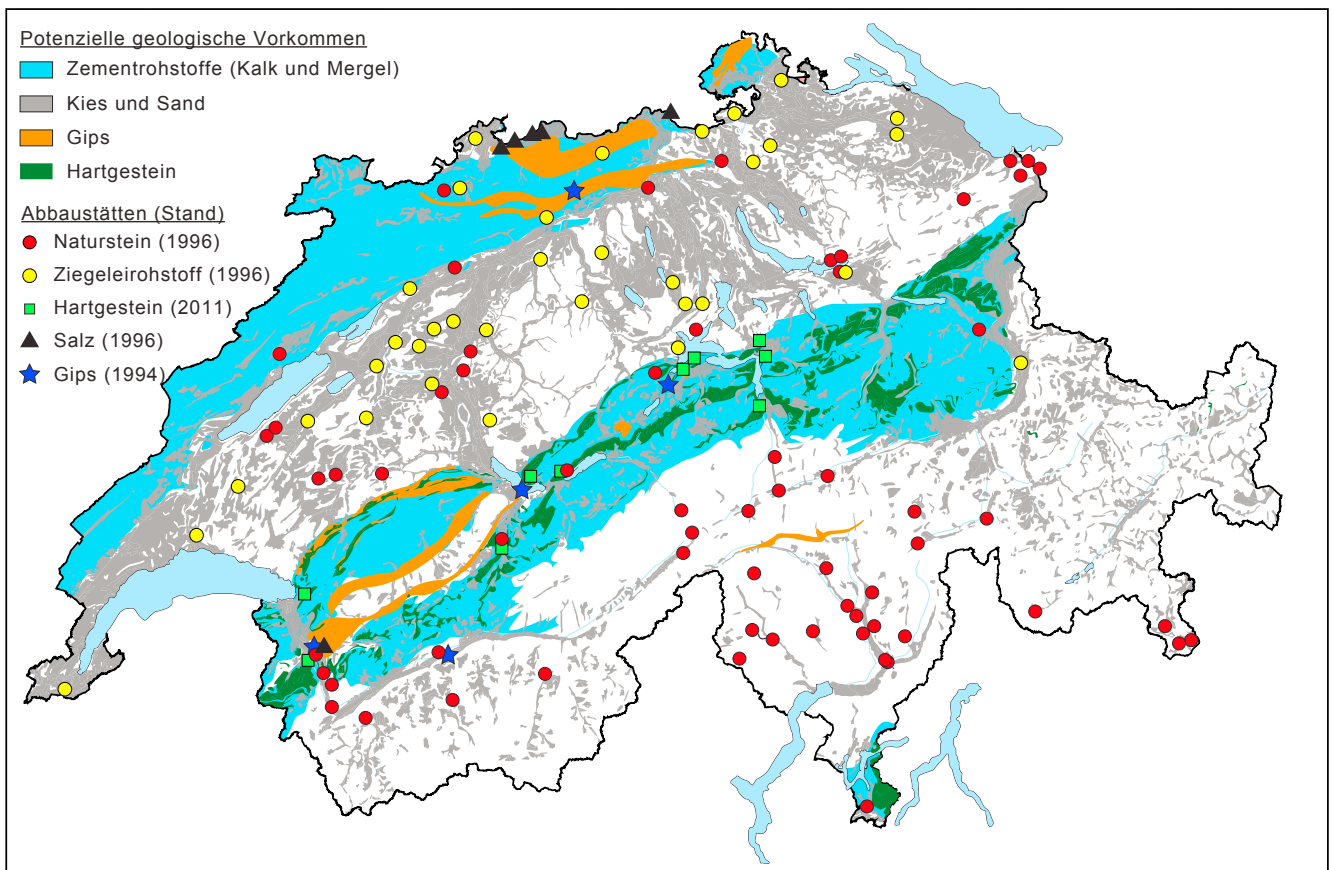 Potenzielle geologische Vorkommen
Zementrohstoffe (Kalk und Mergel)
Kies und Sand
Gips
Hartgestein
Abbaustätten (Stand)
Naturstein (1996)
Ziegeleirohstoff (1996)
Hartgestein (2011)
Salz (1996)
Gips (1994)